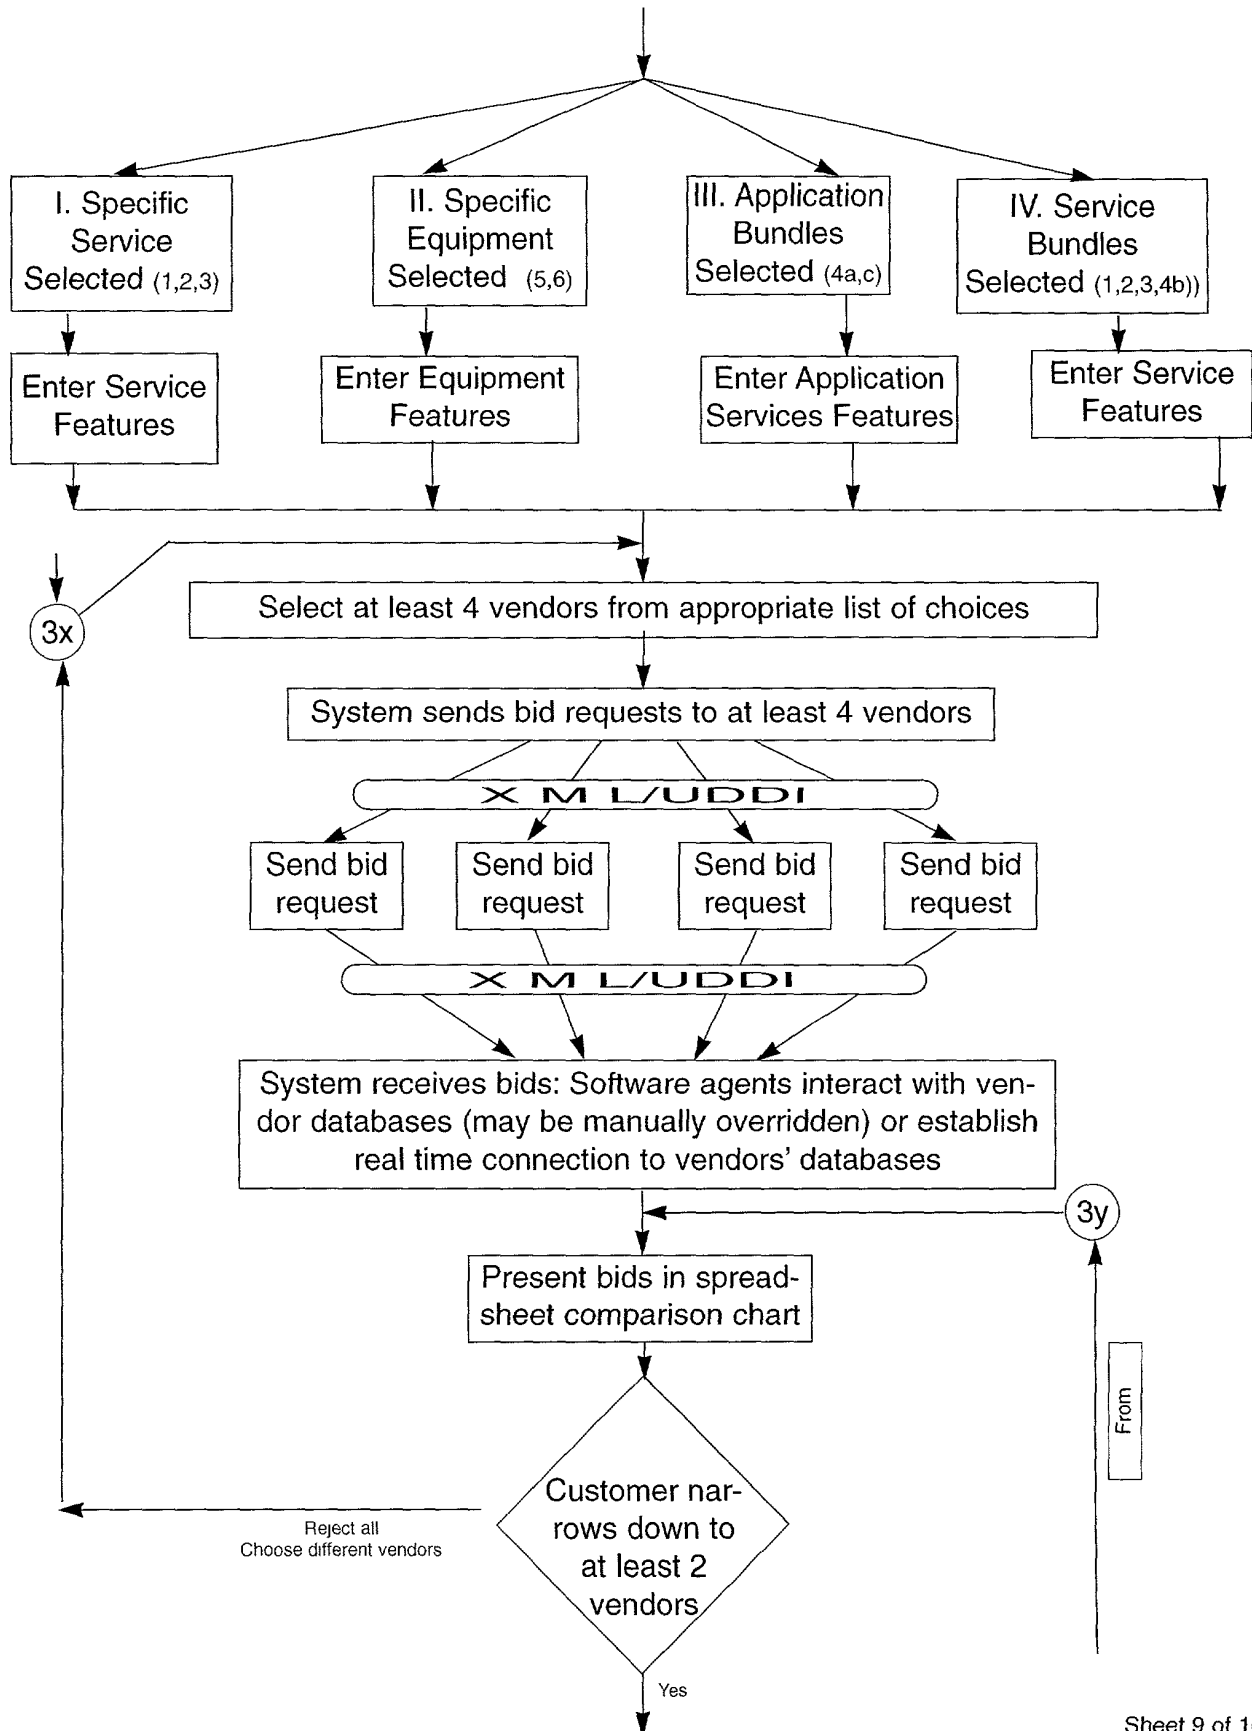 I. Specific
Service
Selected (1,2,3)
II. Specific
Equipment
Selected (5,6)
III. Application
Bundles
Selected (4a,c)
IV. Service
Bundles
Selected (1,2,3,4b))
Enter Service
Features
Enter Equipment
Features
Enter Application
Services Features
Enter Service
Features
3x
Select at least 4 vendors from appropriate list of choices
System sends bid requests to at least 4 vendors
X M L/UDDI
Send bid
request
Send bid
request
Send bid
request
Send bid
request
X M L/UDDI
System receives bids: Software agents interact with ven-
dor databases (may be manually overridden) or establish
real time connection to vendors' databases
3y
Present bids in spread-
sheet comparison chart
From
Customer nar-
rows down to
at least 2
vendors
Reject all
Choose different vendors
Yes
Sheet 9 of